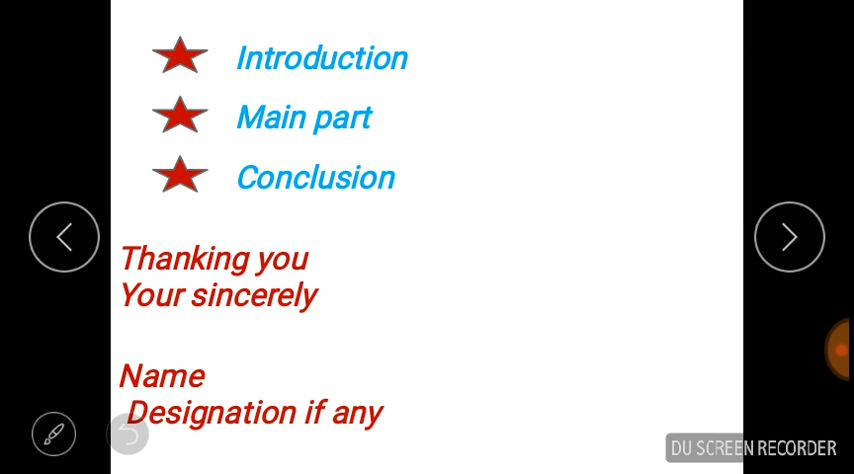 Introduction
Main part
Conclusion
Thanking you
Your sincerely
Name
Designation if any
DU SCREEN RECORDER